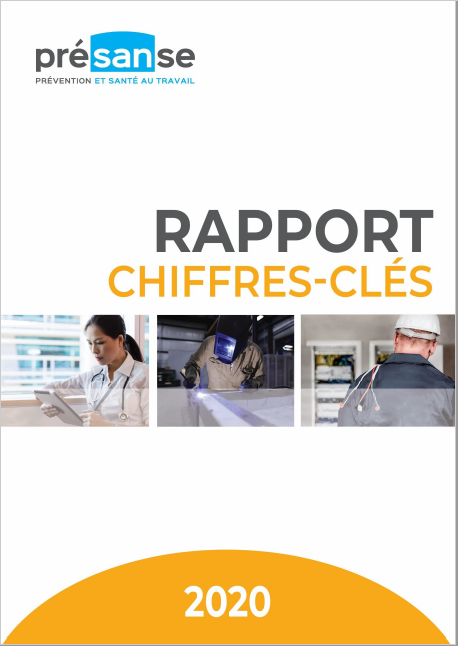 présanse
PRÉVENTION ET SANTÉ AU TRAVAIL
RAPPORT
CHIFFRES-CLÉS
2020